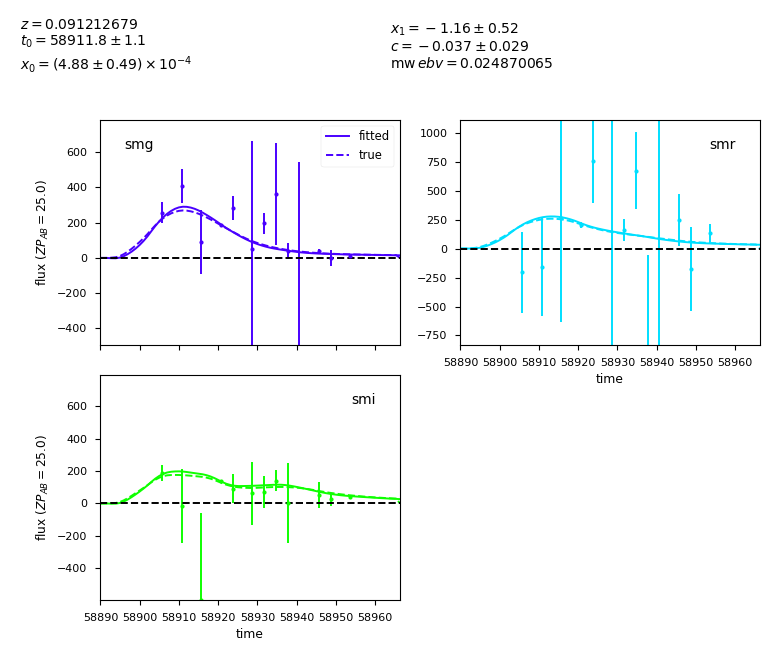 z = 0.091212679
t₀ = 58911.8 ± 1.1
x₀ = (4.88 ± 0.49) × 10⁻⁴
x₁ = −1.16 ± 0.52
c = −0.037 ± 0.029
mw ebv = 0.024870065
smg
fitted
true
600
400
200
0
−200
−400
flux (ZP_AB = 25.0)
smr
1000
750
500
250
0
−250
−500
−750
58890 58900 58910 58920 58930 58940 58950 58960
time
smi
600
400
200
0
−200
−400
flux (ZP_AB = 25.0)
58890 58900 58910 58920 58930 58940 58950 58960
time